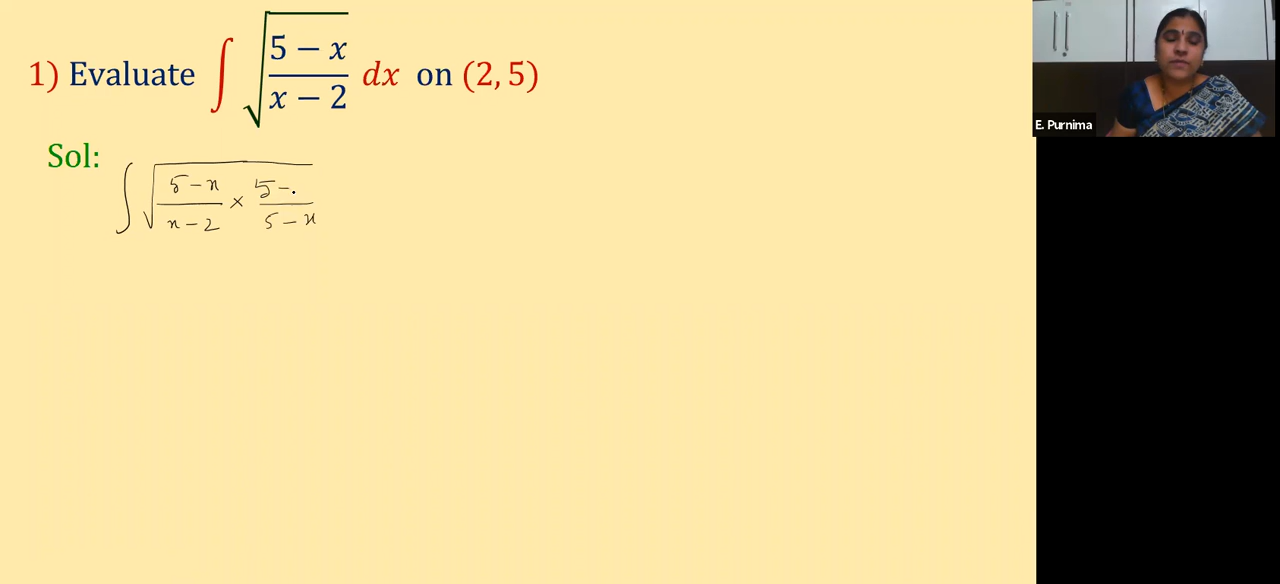 1) Evaluate ∫ √((5 − x)/(x − 2)) dx on (2, 5)
E. Purnima
Sol:
∫ √((5 − x)/(x − 2) × (5 −)/(5 − x))